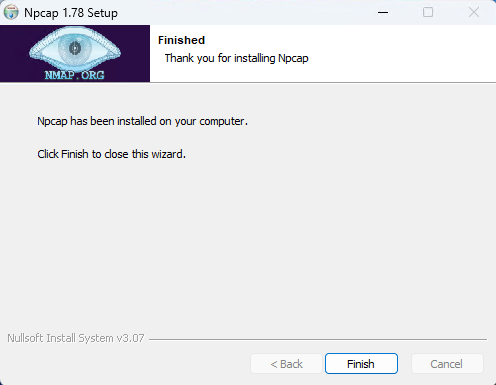 Npcap 1.78 Setup
Finished
Thank you for installing Npcap
NMAP.ORG
Npcap has been installed on your computer.
Click Finish to close this wizard.
Nullsoft Install System v3.07
< Back
Finish
Cancel